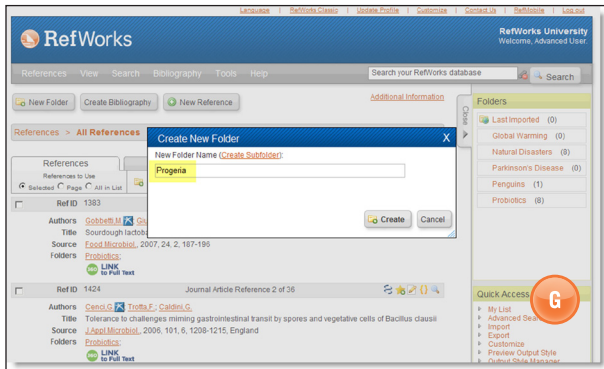 Language | RefWorks Classic | Update Profile | Customize | Contact Us | RefMobile | Log out
RefWorks
RefWorks University
Welcome, Advanced User.
References View Search Bibliography Tools Help
Search your RefWorks database
Search
New Folder
Create Bibliography
New Reference
Additional Information
Close
References > All References
Create New Folder X
New Folder Name (Create Subfolder):
Progeria
Create
Cancel
References
References to Use
Selected Page All in List
Ref ID 1383
Authors Gobbetti,M
Title Sourdough
Source Food Microbiol., 2007, 24, 2, 187-196
Folders Probiotics;
LINK
to Full Text
Ref ID 1424 Journal Article Reference 2 of 36
Authors Cenci,G Trotta,F.; Caldini,G.
Title Tolerance to challenges miming gastrointestinal transit by spores and vegetative cells of Bacillus clausii
Source J.Appl.Microbiol., 2006, 101, 6, 1208-1215, England
Folders Probiotics;
LINK
to Full Text
Folders
Last Imported (0)
Global Warming (0)
Natural Disasters (8)
Parkinson's Disease (0)
Penguins (1)
Probiotics (8)
G
Quick Access
My List
Advanced
Import
Export
Customize
Preview Output Style
Output Style Manager